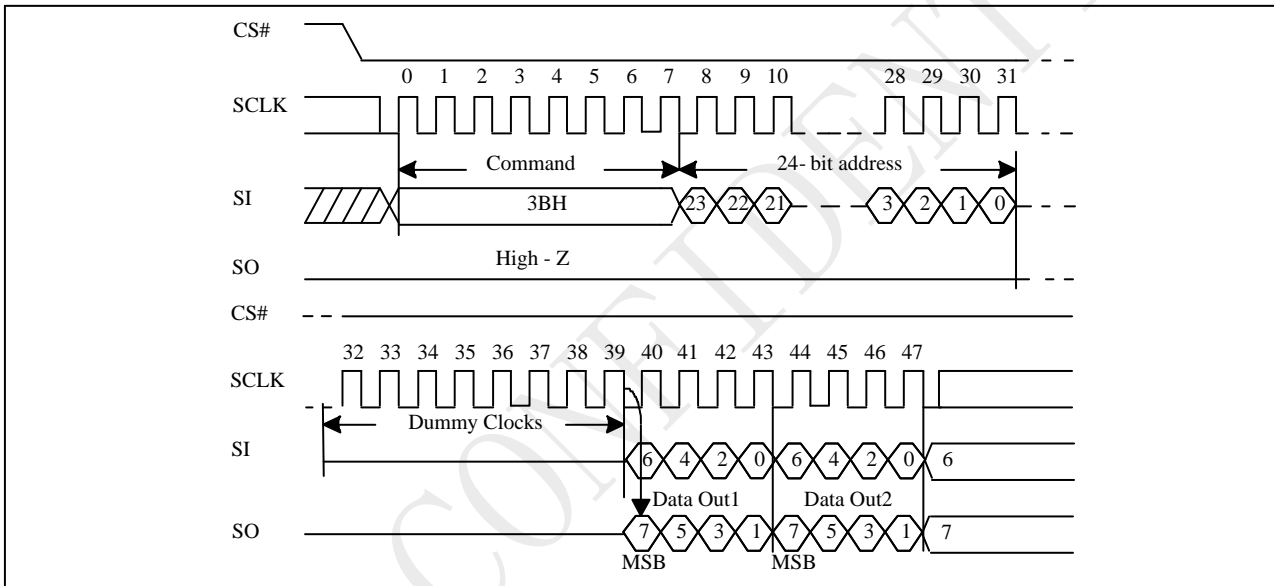 CS#
0 1 2 3 4 5 6 7 8 9 10 28 29 30 31
SCLK
Command 24- bit address
SI 3BH 23 22 21 3 2 1 0
High - Z
SO
CS#
32 33 34 35 36 37 38 39 40 41 42 43 44 45 46 47
SCLK
Dummy Clocks
SI 6 4 2 0 6 4 2 0 6
Data Out1 Data Out2
SO 7 5 3 1 7 5 3 1 7
MSB MSB
CONFIDENT